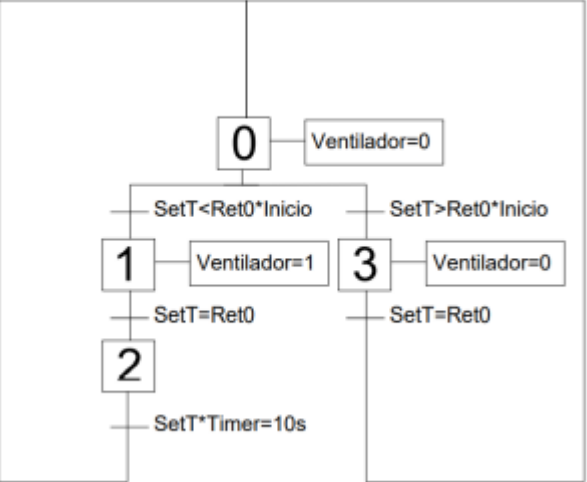 0
Ventilador=0
SetT<Ret0*Inicio
SetT>Ret0*Inicio
1
Ventilador=1
3
Ventilador=0
SetT=Ret0
SetT=Ret0
2
SetT*Timer=10s